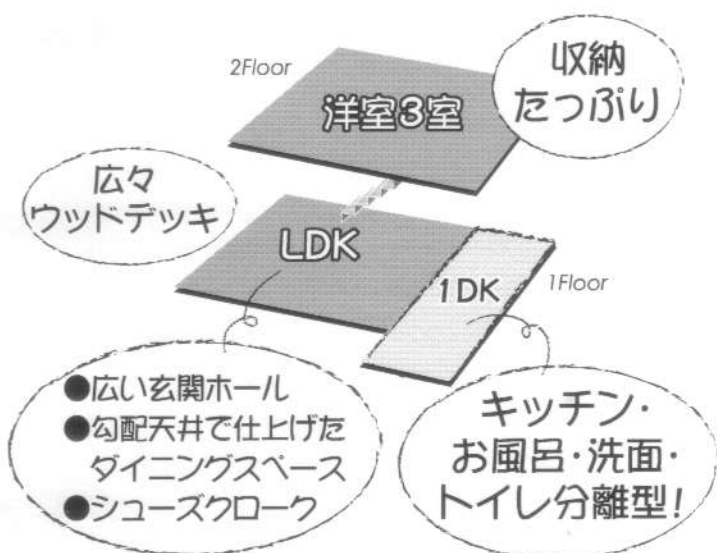 2Floor
洋室3室
収納
たっぷり
広々
ウッドデッキ
LDK
1DK
1Floor
●広い玄関ホール
●勾配天井で仕上げた
ダイニングスペース
●シューズクローク
キッチン・
お風呂・洗面・
トイレ分離型!